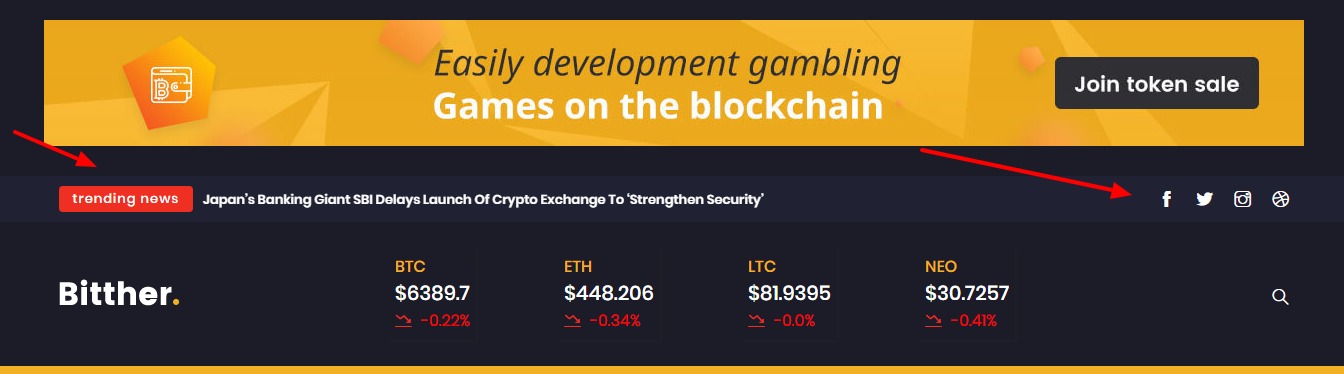 Easily development gambling
Games on the blockchain
Join token sale
trending news
Japan's Banking Giant SBI Delays Launch Of Crypto Exchange To ‘Strengthen Security’
Bitther.
BTC
$6389.7
-0.22%
ETH
$448.206
-0.34%
LTC
$81.9395
-0.0%
NEO
$30.7257
-0.41%